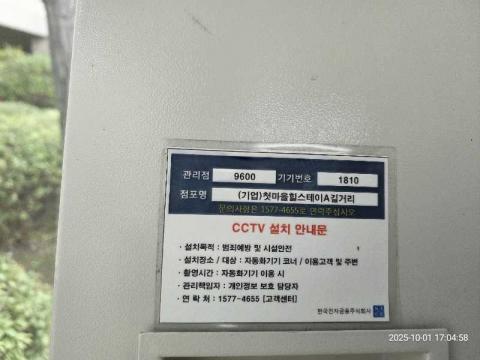 관리점 9600 기기번호 1810
점포명 (기업)첫마을힐스테이A길거리
문의사항은 1577-4655로 연락주십시오
CCTV 설치 안내문
· 설치목적 : 범죄예방 및 시설안전
· 설치장소 / 대상 : 자동화기기 코너 / 이용고객 및 주변
· 촬영시간 : 자동화기기 이용 시
· 관리책임자 : 개인정보 보호 담당자
· 연 락 처 : 1577-4655 [고객센터]
한국전자금융주식회사
2025-10-01 17:04:58